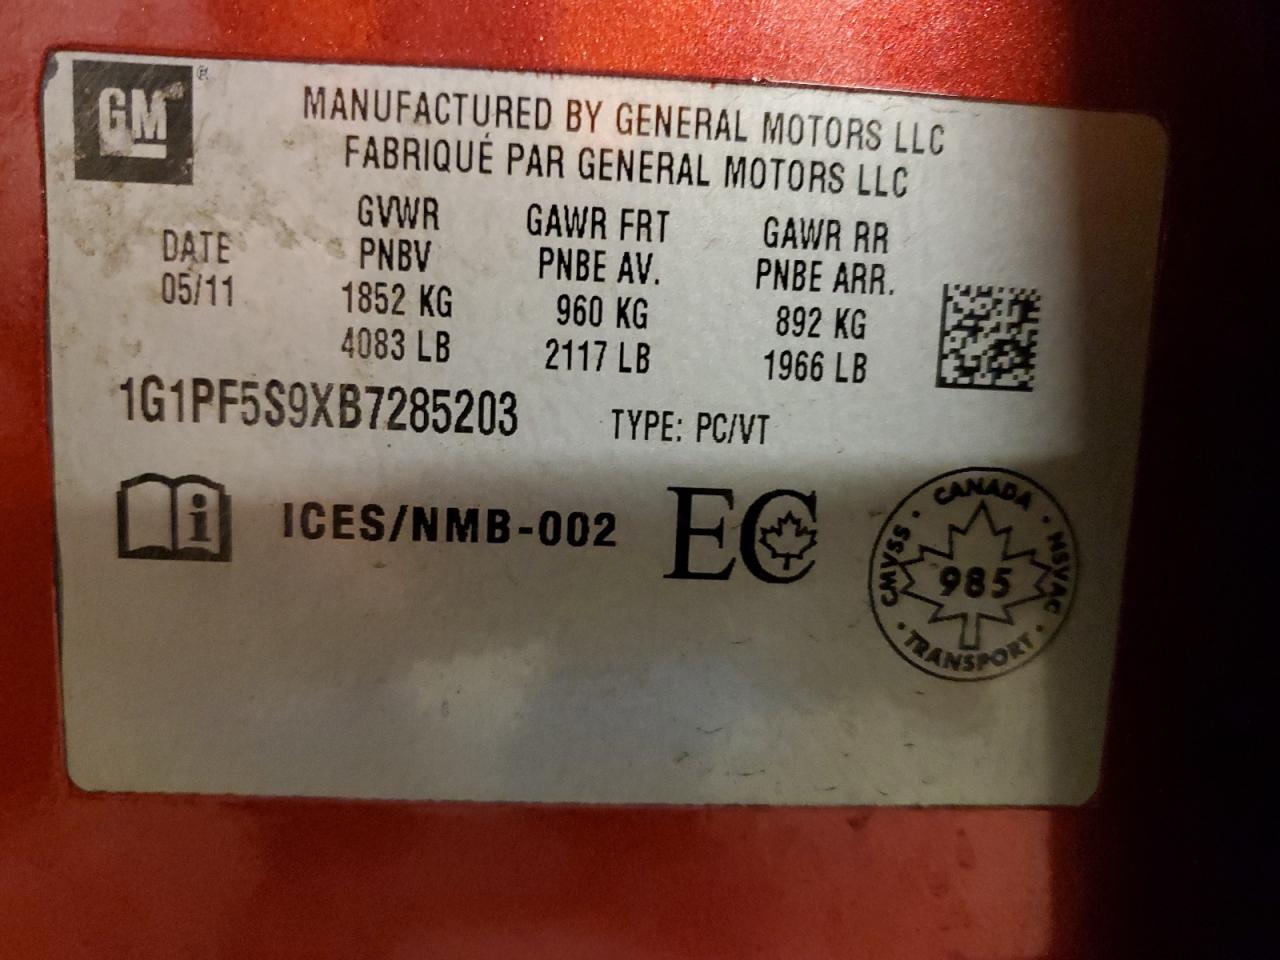 GM
MANUFACTURED BY GENERAL MOTORS LLC
FABRIQUÉ PAR GENERAL MOTORS LLC
DATE
05/11
GVWR
PNBV
1852 KG
4083 LB
GAWR FRT
PNBE AV.
960 KG
2117 LB
GAWR RR
PNBE ARR.
892 KG
1966 LB
1G1PF5S9XB7285203
TYPE: PC/VT
i
ICES/NMB-002
EC
CANADA
CMVSS · NSVAC
985
· TRANSPORT ·